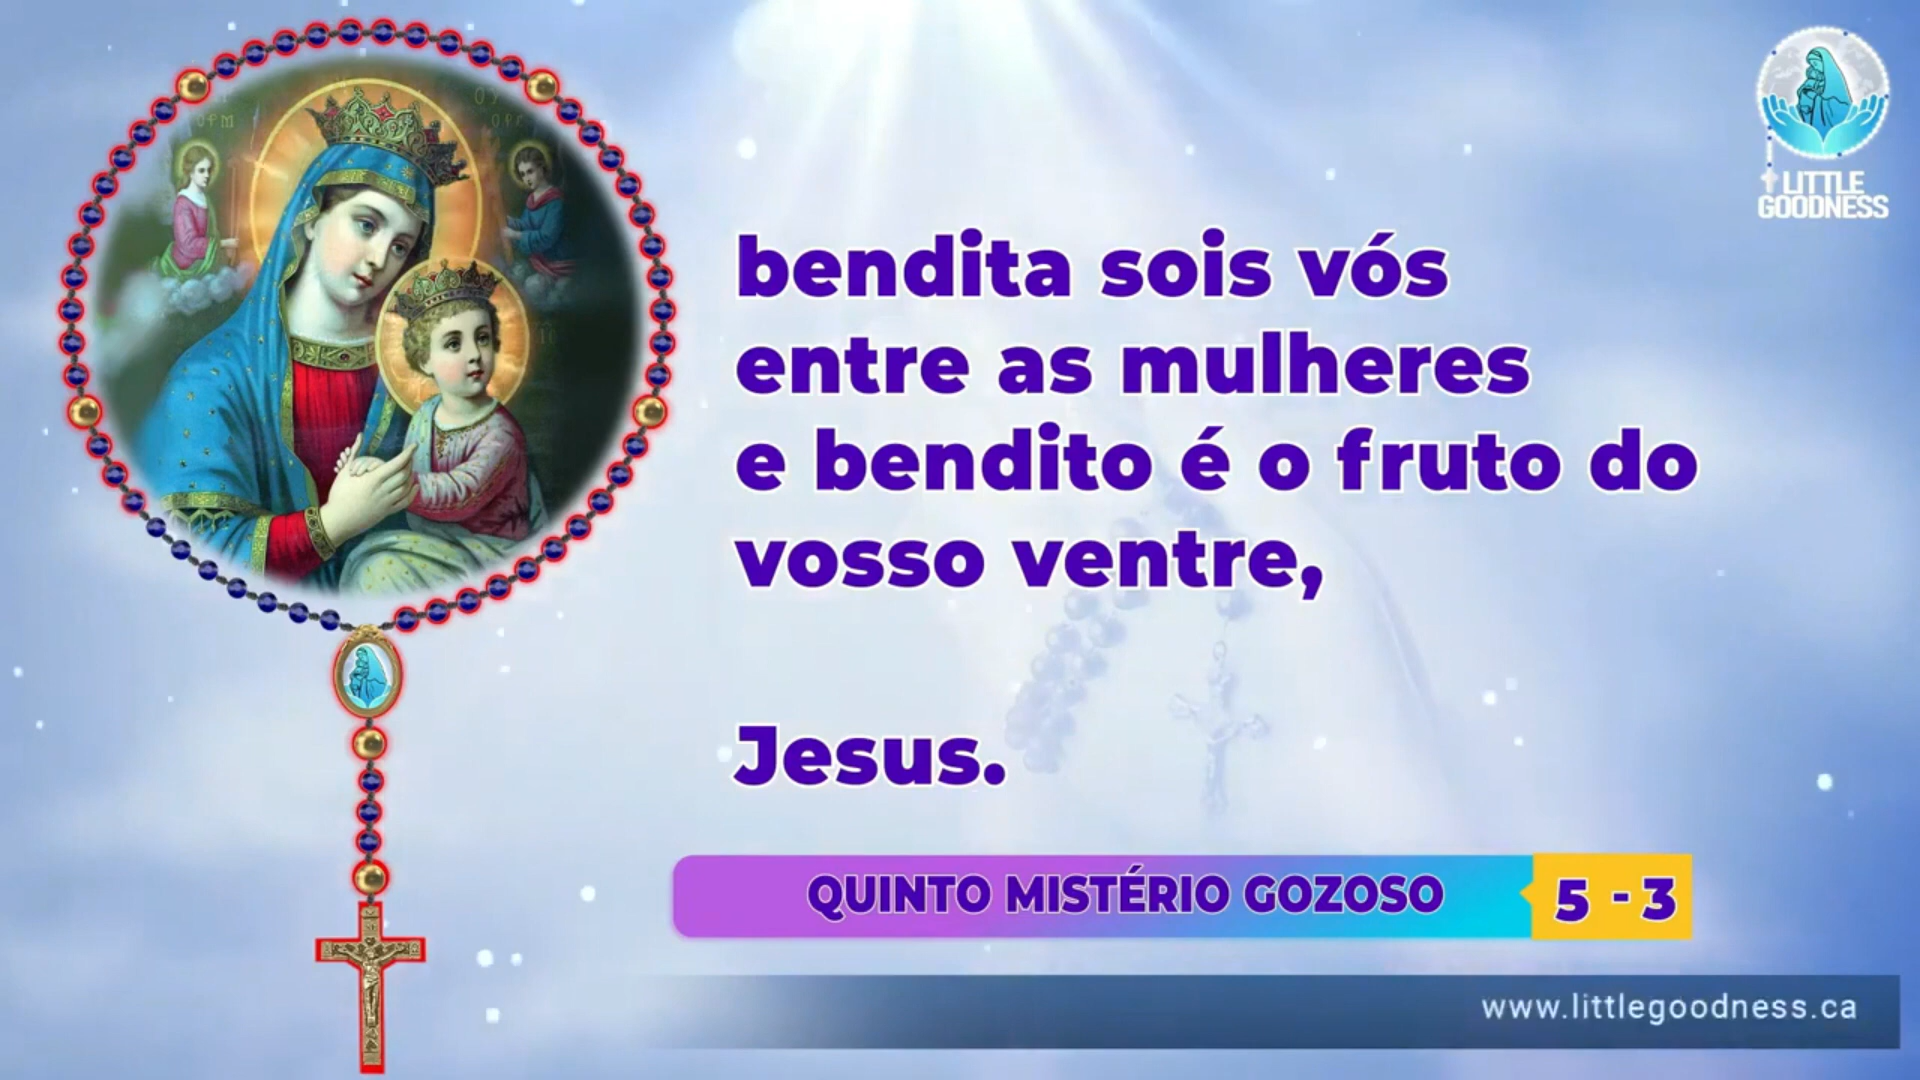 LITTLE
GOODNESS
bendita sois vós
entre as mulheres
e bendito é o fruto do
vosso ventre,
Jesus.
QUINTO MISTÉRIO GOZOSO
5 - 3
www.littlegoodness.ca